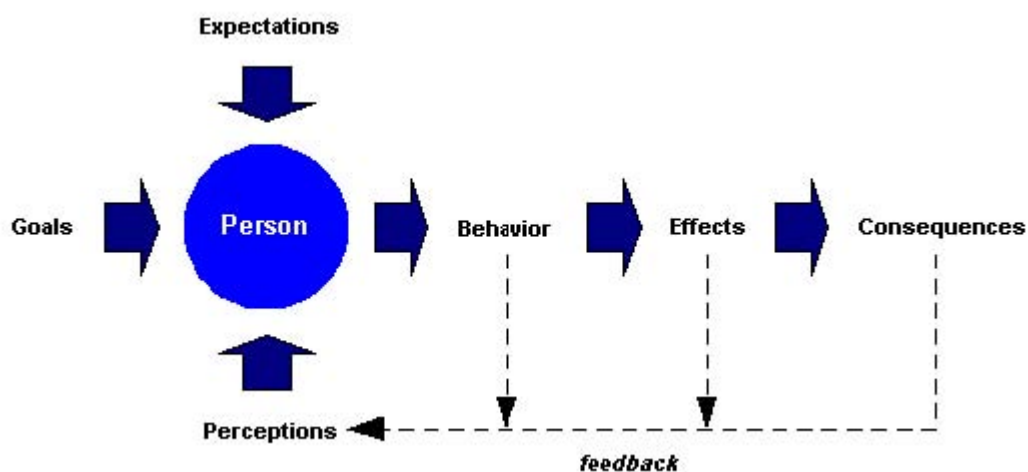 Expectations
Goals
Person
Behavior
Effects
Consequences
Perceptions
feedback